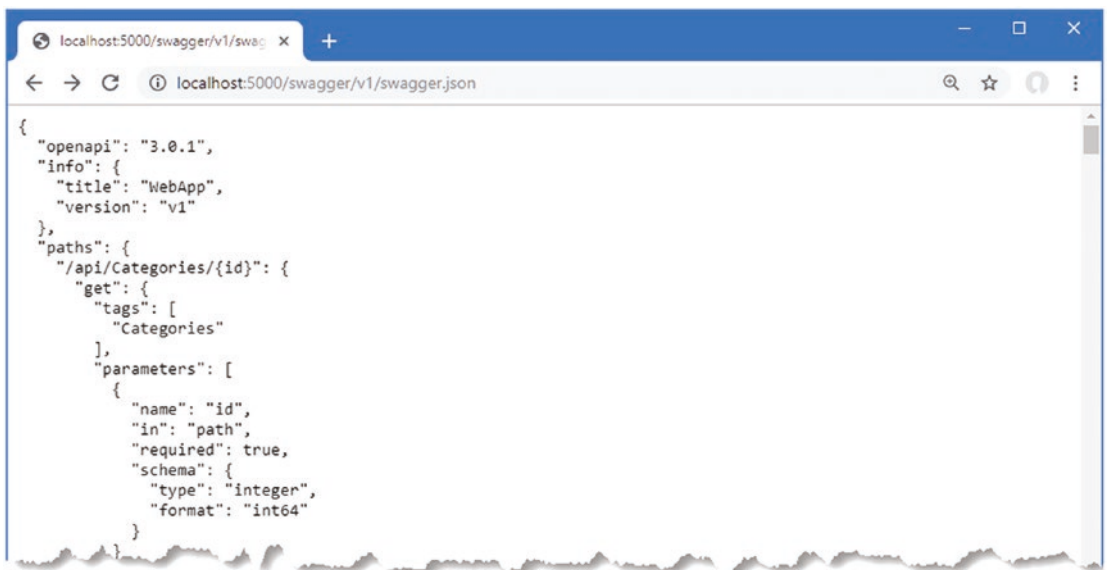 localhost:5000/swagger/v1/swag
localhost:5000/swagger/v1/swagger.json
{
  "openapi": "3.0.1",
  "info": {
    "title": "WebApp",
    "version": "v1"
  },
  "paths": {
    "/api/Categories/{id}": {
      "get": {
        "tags": [
          "Categories"
        ],
        "parameters": [
          {
            "name": "id",
            "in": "path",
            "required": true,
            "schema": {
              "type": "integer",
              "format": "int64"
            }
          }